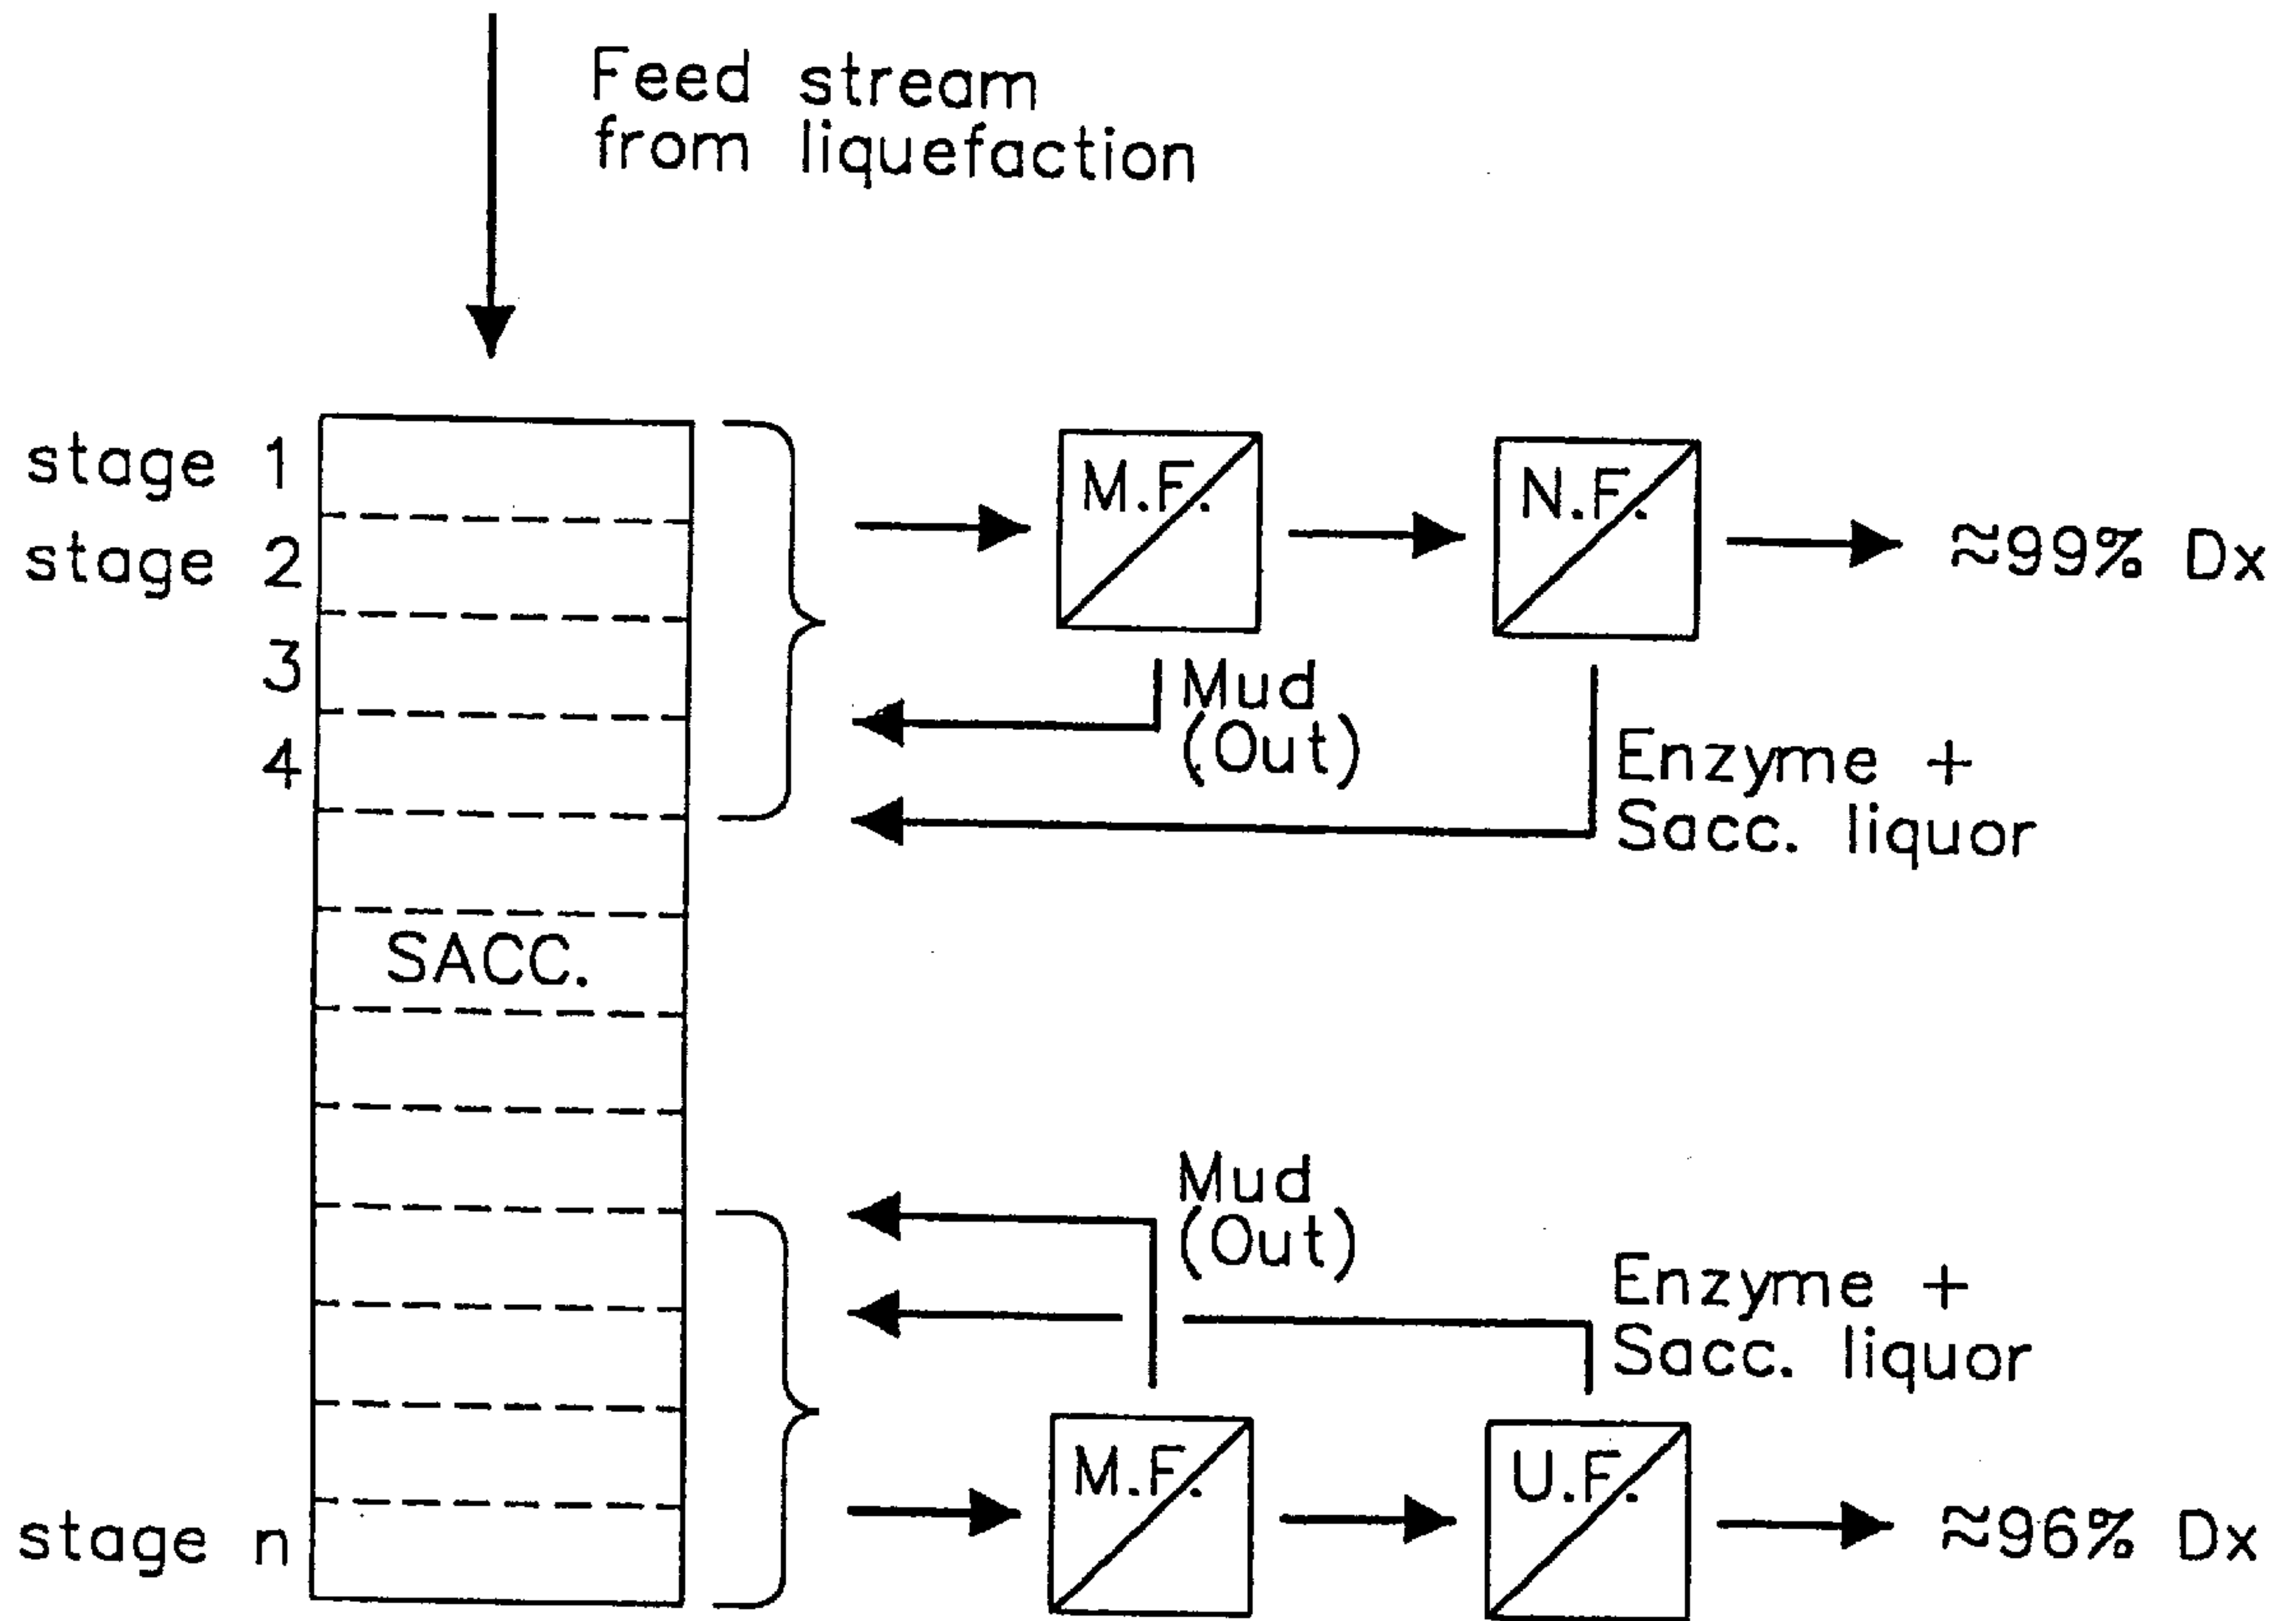 Feed stream
from liquefaction
stage 1
stage 2
3
4
SACC.
stage n
M.F.
N.F.
≈99% Dx
Mud
(Out)
Enzyme +
Sacc. liquor
Mud
(Out)
Enzyme +
Sacc. liquor
M.F.
U.F.
≈96% Dx